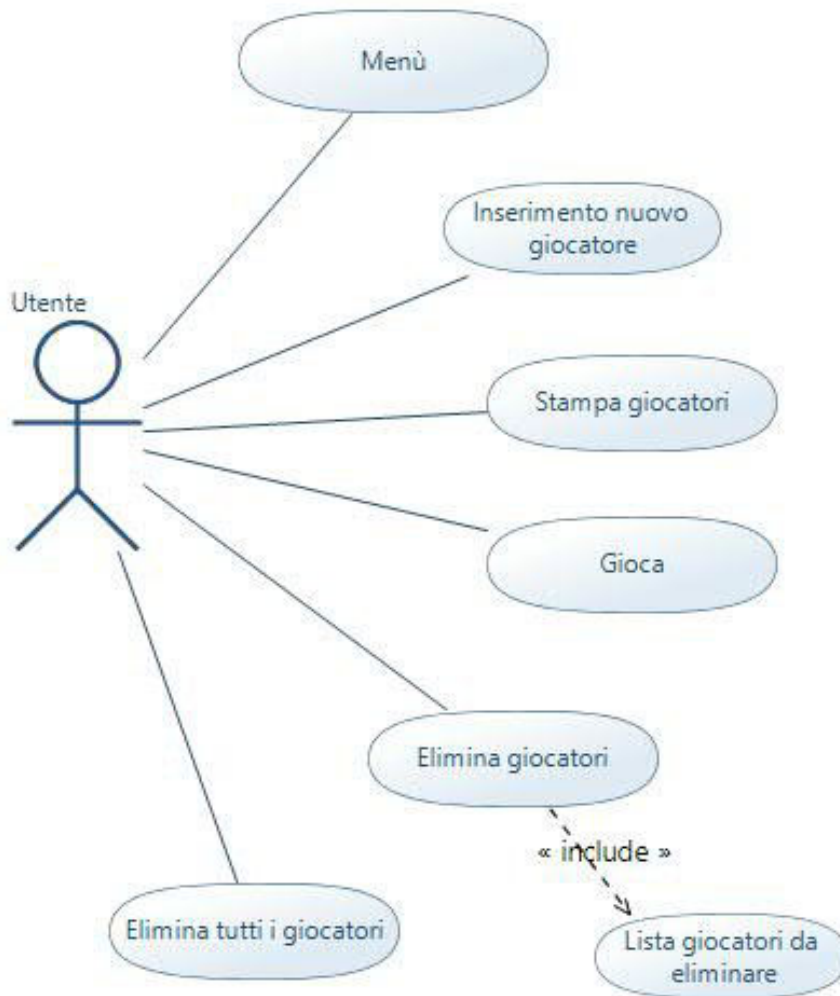 Menù
Inserimento nuovo
giocatore
Utente
Stampa giocatori
Gioca
Elimina giocatori
« include »
Elimina tutti i giocatori
Lista giocatori da
eliminare